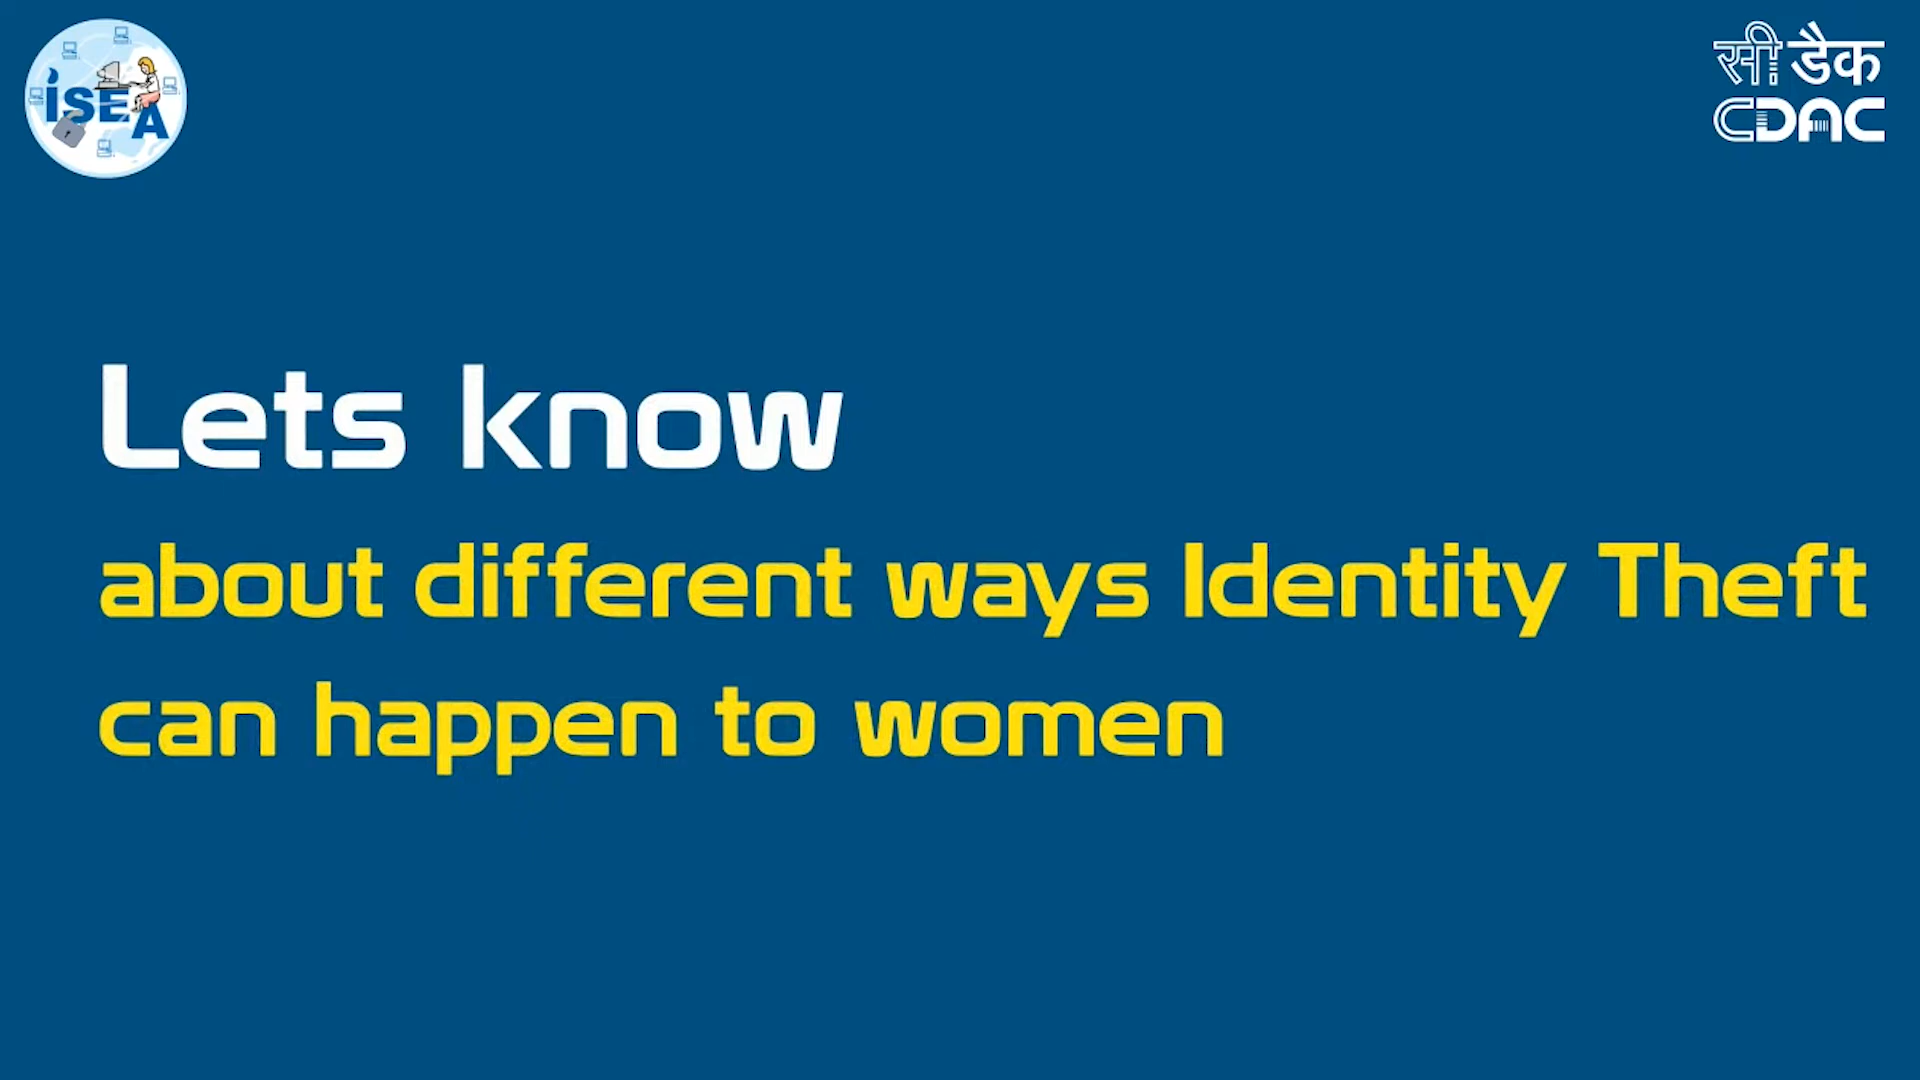 iSEA
सी डैक
CDAC
Lets know
about different ways Identity Theft
can happen to women